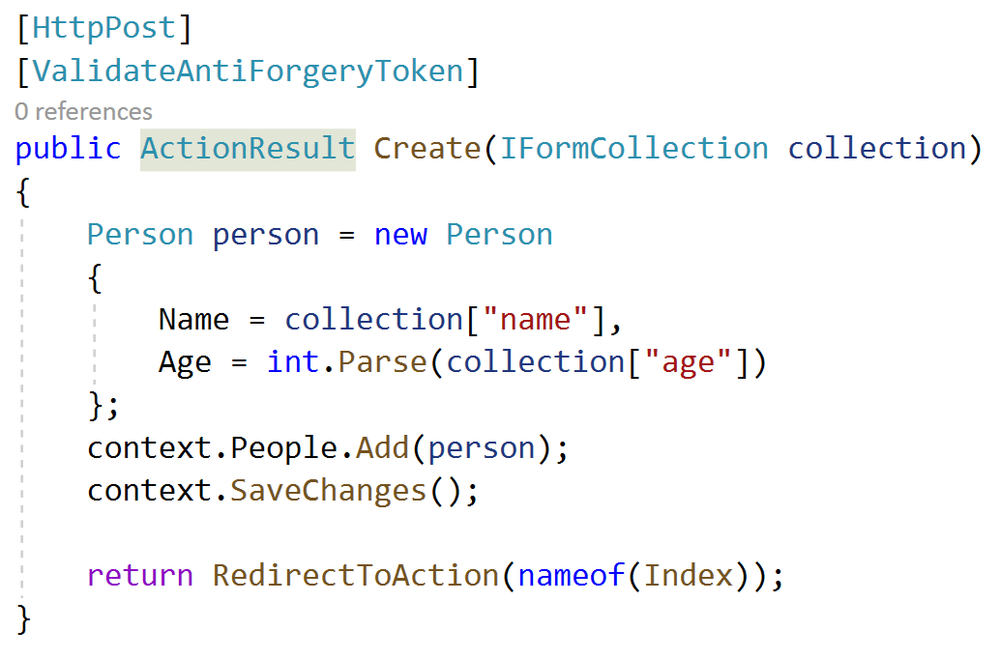 [HttpPost]
[ValidateAntiForgeryToken]
0 references
public ActionResult Create(IFormCollection collection)
{
    Person person = new Person
    {
        Name = collection["name"],
        Age = int.Parse(collection["age"])
    };
    context.People.Add(person);
    context.SaveChanges();

    return RedirectToAction(nameof(Index));
}